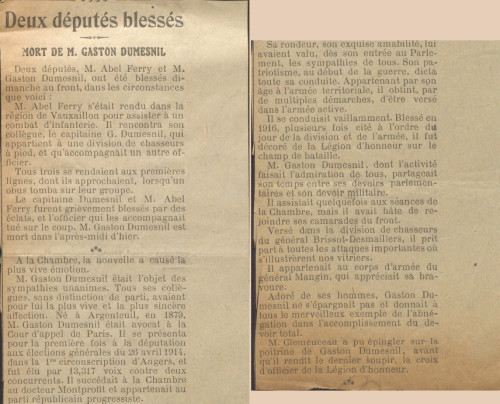 Deux députés blessés
MORT DE M. GASTON DUMESNIL
Deux députés, M. Abel Ferry et M.
Gaston Dumesnil, ont été blessés di-
manche au front, dans les circonstances
que voici :
M. Abel Ferry s'était rendu dans la
région de Vauxaillon pour assister à un
combat d'infanterie. Il rencontra son
collègue, le capitaine G. Dumesnil, qui
appartient à une division de chasseurs
à pied, et qu'accompagnait un autre of-
ficier.
Tous trois se rendaient aux premières
lignes, dont ils approchaient, lorsqu'un
obus tomba sur leur groupe.
Le capitaine Dumesnil et M. Abel
Ferry furent grièvement blessés par des
éclats, et l'officier qui les accompagnait
tué sur le coup. M. Gaston Dumesnil est
mort dans l'après-midi d'hier.
A la Chambre, la nouvelle a causé la
plus vive émotion.
M. Gaston Dumesnil était l'objet des
sympathies unanimes. Tous ses collè-
gues, sans distinction de parti, avaient
pour lui la plus vive et la plus sincère
affection. Né à Argenteuil, en 1879,
M. Gaston Dumesnil était avocat à la
Cour d'appel de Paris. Il se présenta
pour la première fois à la députation
aux élections générales du 26 avril 1914,
dans la 1re circonscription d'Angers, et
fut élu par 13,317 voix contre deux
concurrents. Il succédait à la Chambre
au docteur Montprofit et appartenait au
parti républicain progressiste.
Sa rondeur, son exquise amabilité, lui
avaient valu, dès son entrée au Parle-
ment, les sympathies de tous. Son pa-
triotisme, au début de la guerre, dicta
toute sa conduite. Appartenant par son
âge à l'armée territoriale, il obtint, par
de multiples démarches, d'être versé
dans l'armée active.
Il se conduisit vaillamment. Blessé en
1916, plusieurs fois cité à l'ordre du
jour de la division et de l'armée, il fut
décoré de la Légion d'honneur sur le
champ de bataille.
M. Gaston Dumesnil, dont l'activité
faisait l'admiration de tous, partageait
son temps entre ses devoirs parlemen-
taires et son devoir militaire.
Il assistait quelquefois aux séances de
la Chambre, mais il avait hâte de re-
joindre ses camarades du front.
Versé dans la division de chasseurs
du général Brissot-Desmaillers, il prit
part à toutes les attaques importantes où
s'illustrèrent nos vitriers.
Il appartenait au corps d'armée du
général Mangin, qui appréciait sa bra-
voure.
Adoré de ses hommes, Gaston Du-
mesnil ne s'épargnait pas et donnait à
tous le merveilleux exemple de l'abné-
gation dans l'accomplissement du de-
voir total.
M. Clemenceau a pu épingler sur la
poitrine de Gaston Dumesnil, avant
qu'il rendît le dernier soupir, la croix
d'officier de la Légion d'honneur.